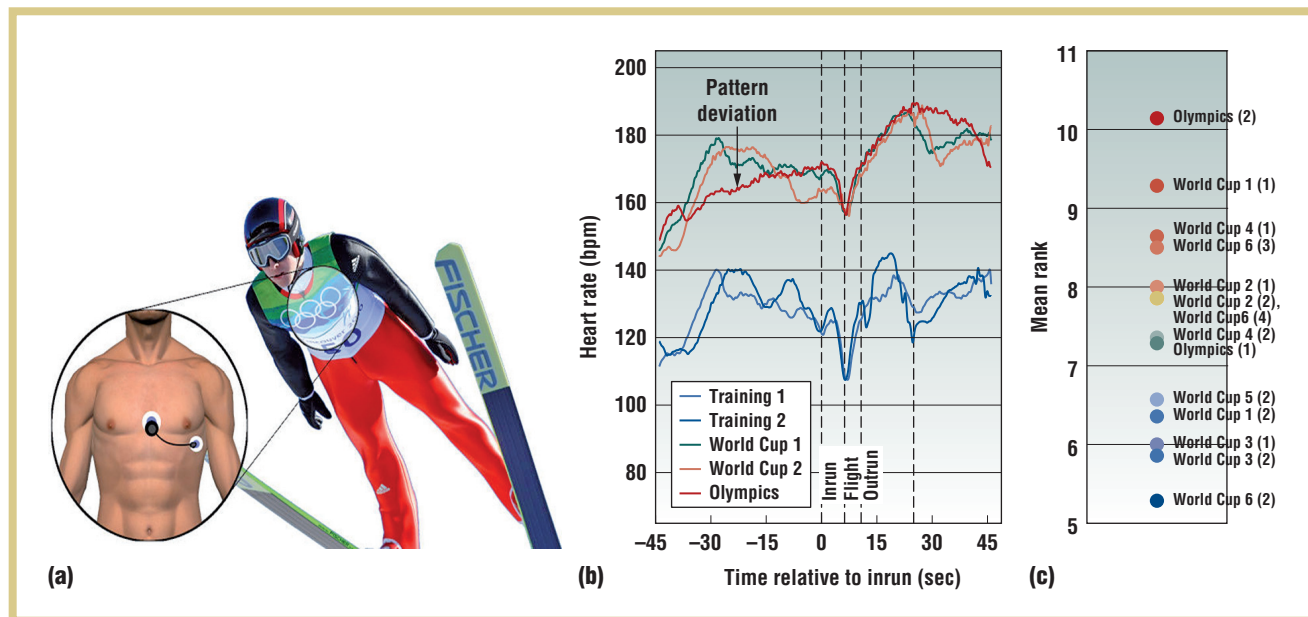 FISCHER
(a)
200
180
160
140
120
100
80
Heart rate (bpm)
Pattern
deviation
Training 1
Training 2
World Cup 1
World Cup 2
Olympics
Inrun
Flight
Outrun
–45
–30
–15
0
15
30
45
Time relative to inrun (sec)
(b)
11
10
9
8
7
6
5
Mean rank
Olympics (2)
World Cup 1 (1)
World Cup 4 (1)
World Cup 6 (3)
World Cup 2 (1)
World Cup 2 (2),
World Cup6 (4)
World Cup 4 (2)
Olympics (1)
World Cup 5 (2)
World Cup 1 (2)
World Cup 3 (1)
World Cup 3 (2)
World Cup 6 (2)
(c)